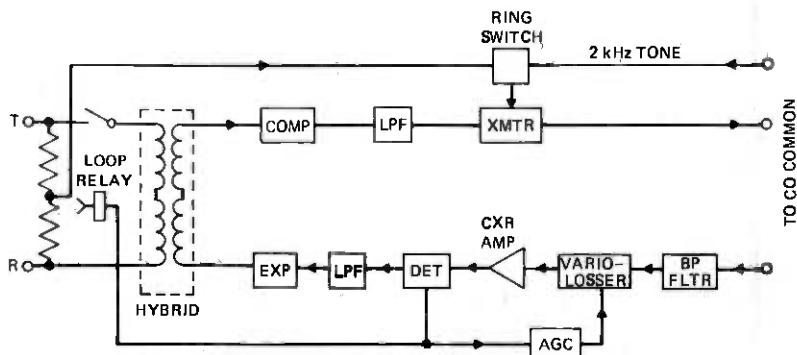 RING
SWITCH
2 kHz TONE
T
COMP
LPF
XMTR
LOOP
RELAY
TO CO COMMON
CXR
AMP
R
EXP
LPF
DET
VARIO-
LOSSER
BP
FLTR
HYBRID
AGC